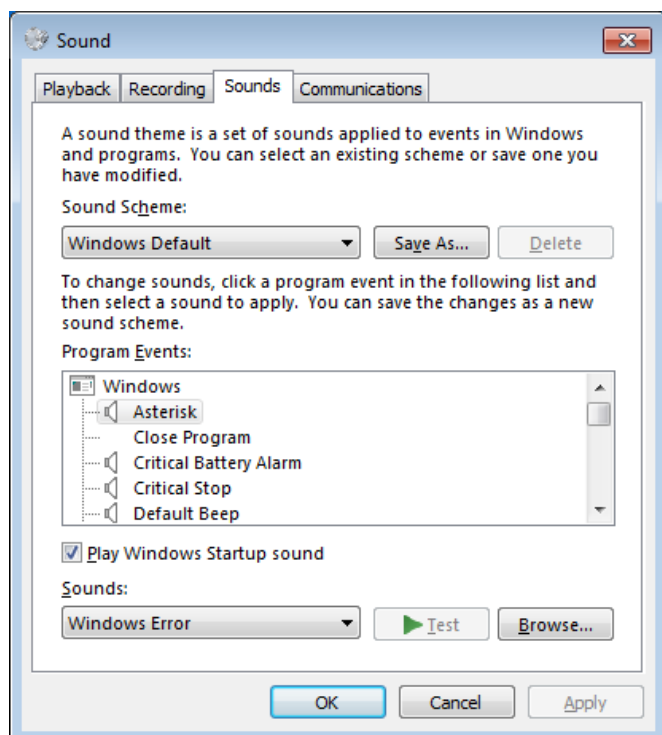 Sound
Playback Recording Sounds Communications
A sound theme is a set of sounds applied to events in Windows
and programs. You can select an existing scheme or save one you
have modified.
Sound Scheme:
Windows Default Save As... Delete
To change sounds, click a program event in the following list and
then select a sound to apply. You can save the changes as a new
sound scheme.
Program Events:
Windows
Asterisk
Close Program
Critical Battery Alarm
Critical Stop
Default Beep
Play Windows Startup sound
Sounds:
Windows Error Test Browse...
OK Cancel Apply